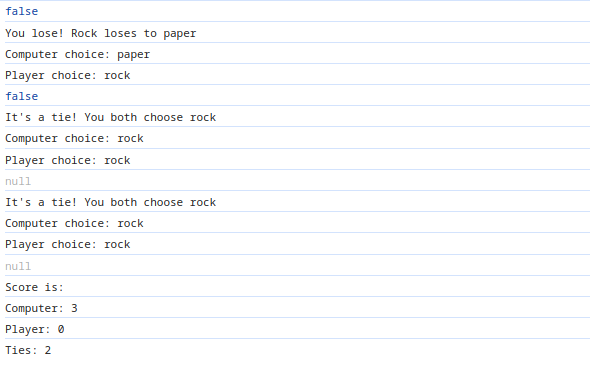 false
You lose! Rock loses to paper
Computer choice: paper
Player choice: rock
false
It's a tie! You both choose rock
Computer choice: rock
Player choice: rock
null
It's a tie! You both choose rock
Computer choice: rock
Player choice: rock
null
Score is:
Computer: 3
Player: 0
Ties: 2